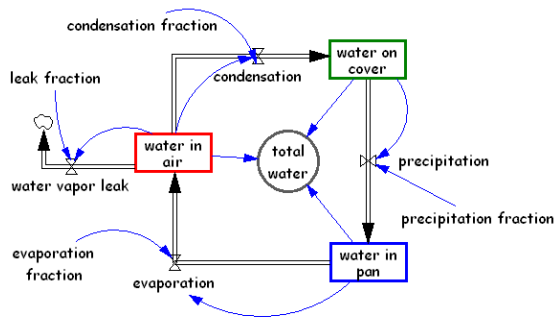 condensation fraction
water on
cover
condensation
leak fraction
water in
air
total
water
precipitation
water vapor leak
precipitation fraction
evaporation
fraction
water in
pan
evaporation